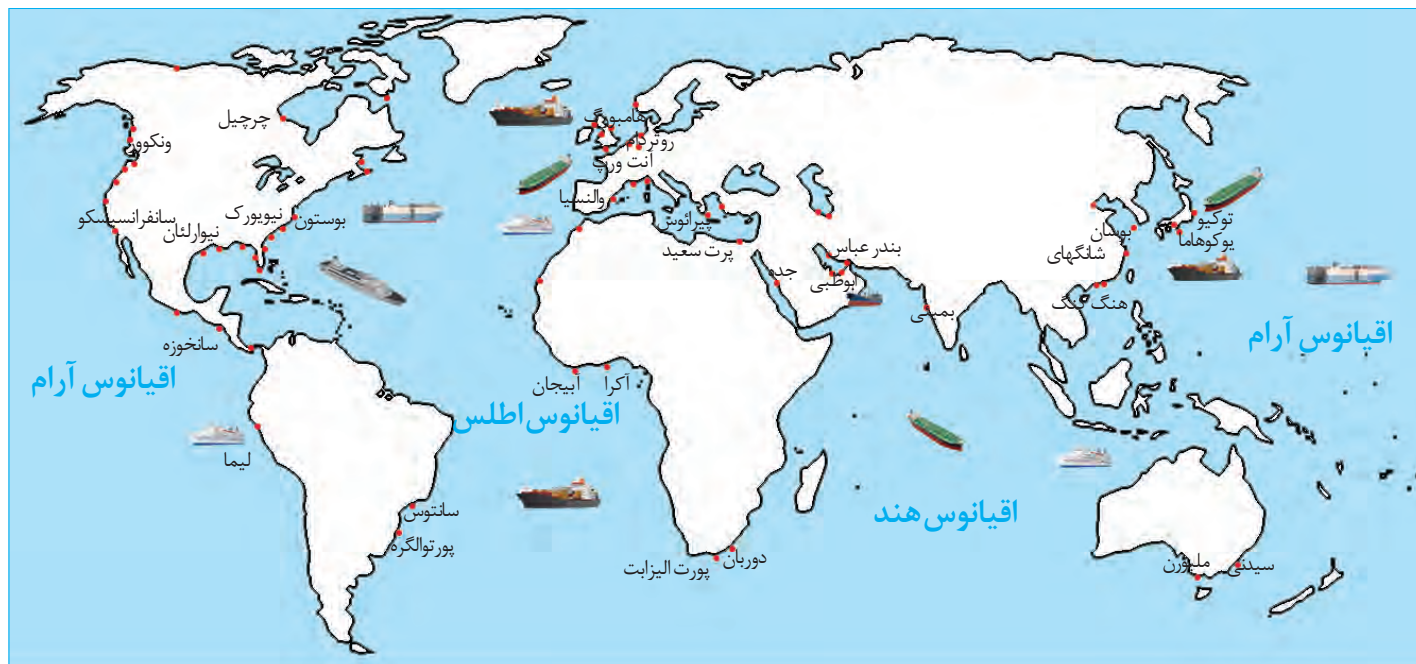 چرچیل
ونکوور
سانفرانسیسکو
نیویورک
بوستون
نیوارلئان
سانخوزه
اقیانوس آرام
لیما
سانتوس
پورتوالگره
هامبورگ
روتردام
انت ورپ
والنسیا
پیرائوس
پرت سعید
جده
بندر عباس
ابوظبی
بمبئی
آبیجان
آکرا
اقیانوس اطلس
پورت الیزابت
دوربان
اقیانوس هند
توکیو
یوکوهاما
بوسان
شانگهای
هنگ کنگ
اقیانوس آرام
ملبورن
سیدنی